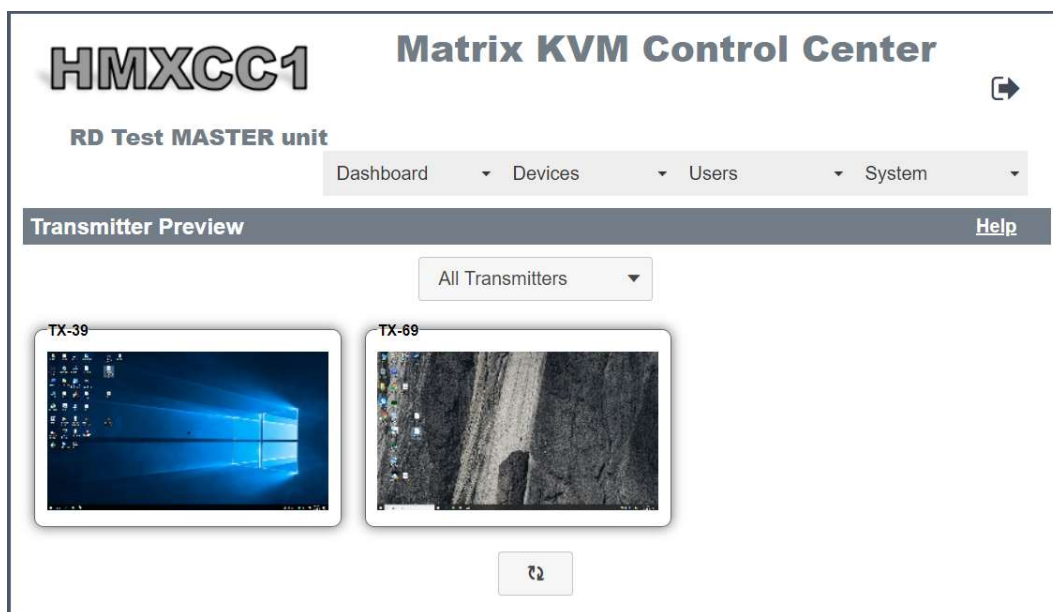 HMXCC1
Matrix KVM Control Center
RD Test MASTER unit
Dashboard Devices Users System
Transmitter Preview Help
All Transmitters
TX-39 TX-69